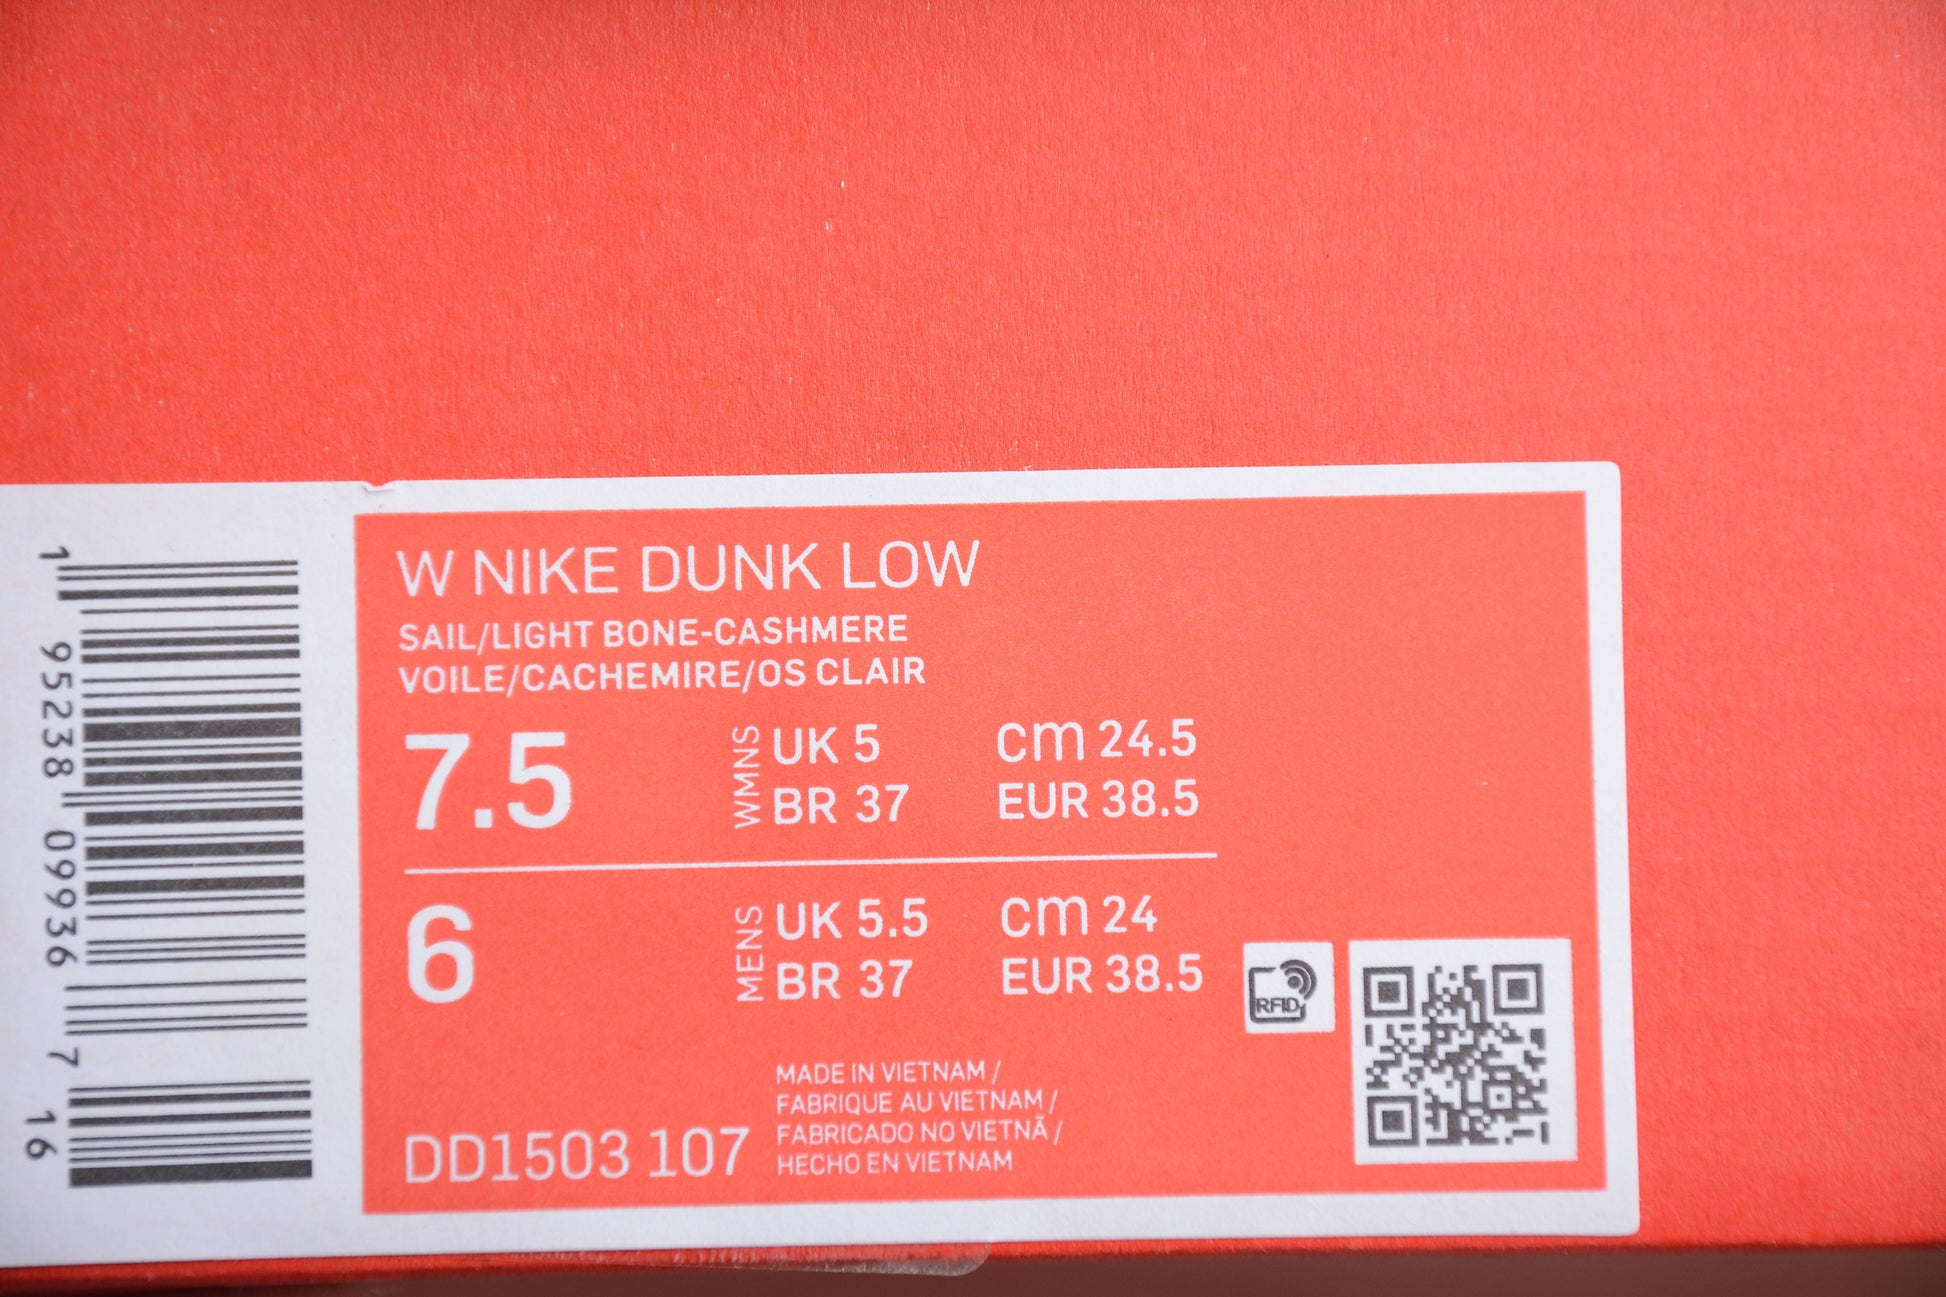 W NIKE DUNK LOW
SAIL/LIGHT BONE-CASHMERE
VOILE/CACHEMIRE/OS CLAIR
7.5
WMNS
UK 5
cm 24.5
BR 37
EUR 38.5
6
MENS
UK 5.5
cm 24
BR 37
EUR 38.5
RFID
DD1503 107
MADE IN VIETNAM /
FABRIQUE AU VIETNAM /
FABRICADO NO VIETNÃ /
HECHO EN VIETNAM
1 95238 09936 7 16